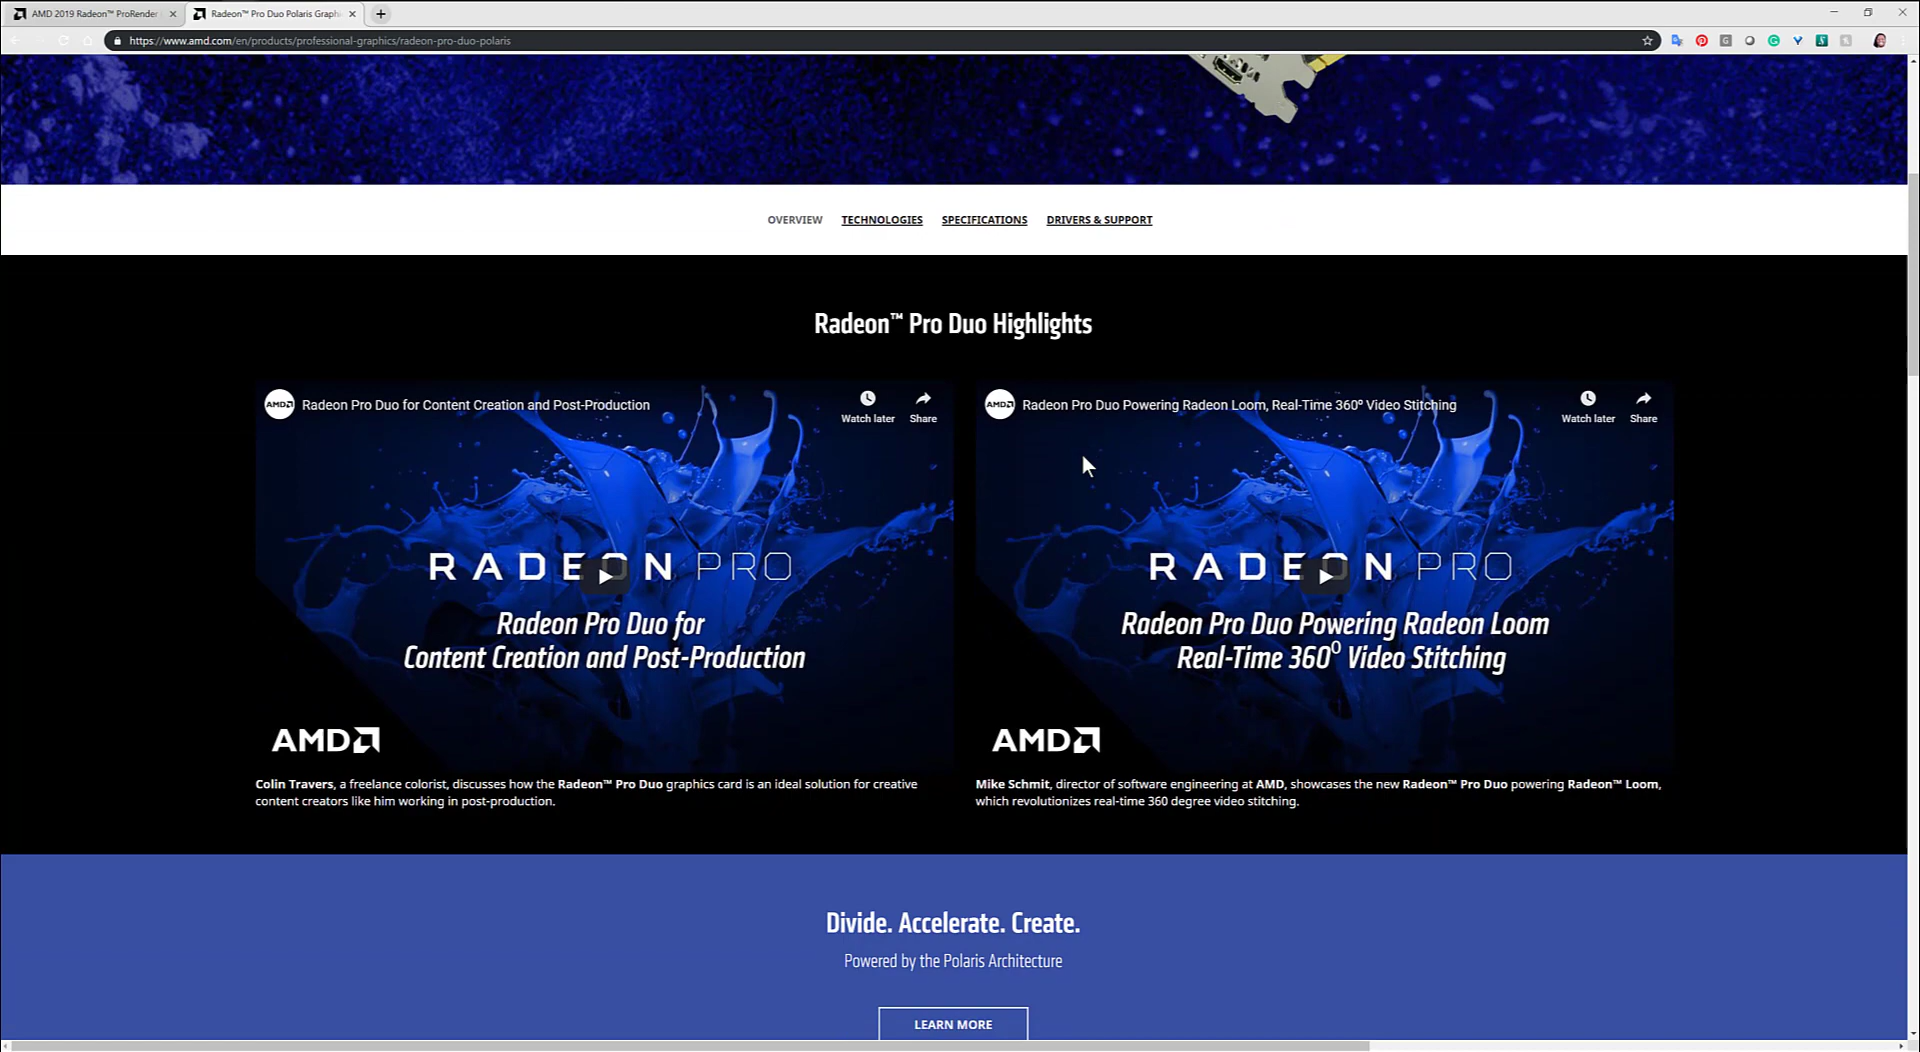 AMD 2019 Radeon™ ProRender
Radeon™ Pro Duo Polaris Graph
https://www.amd.com/en/products/professional-graphics/radeon-pro-duo-polaris
OVERVIEW TECHNOLOGIES SPECIFICATIONS DRIVERS & SUPPORT
Radeon™ Pro Duo Highlights
AMD Radeon Pro Duo for Content Creation and Post-Production
Watch later Share
RADEON PRO
Radeon Pro Duo for
Content Creation and Post-Production
AMD
Colin Travers, a freelance colorist, discusses how the Radeon™ Pro Duo graphics card is an ideal solution for creative
content creators like him working in post-production.
AMD Radeon Pro Duo Powering Radeon Loom, Real-Time 360º Video Stitching
Watch later Share
RADEON PRO
Radeon Pro Duo Powering Radeon Loom
Real-Time 360⁰ Video Stitching
AMD
Mike Schmit, director of software engineering at AMD, showcases the new Radeon™ Pro Duo powering Radeon™ Loom,
which revolutionizes real-time 360 degree video stitching.
Divide. Accelerate. Create.
Powered by the Polaris Architecture
LEARN MORE